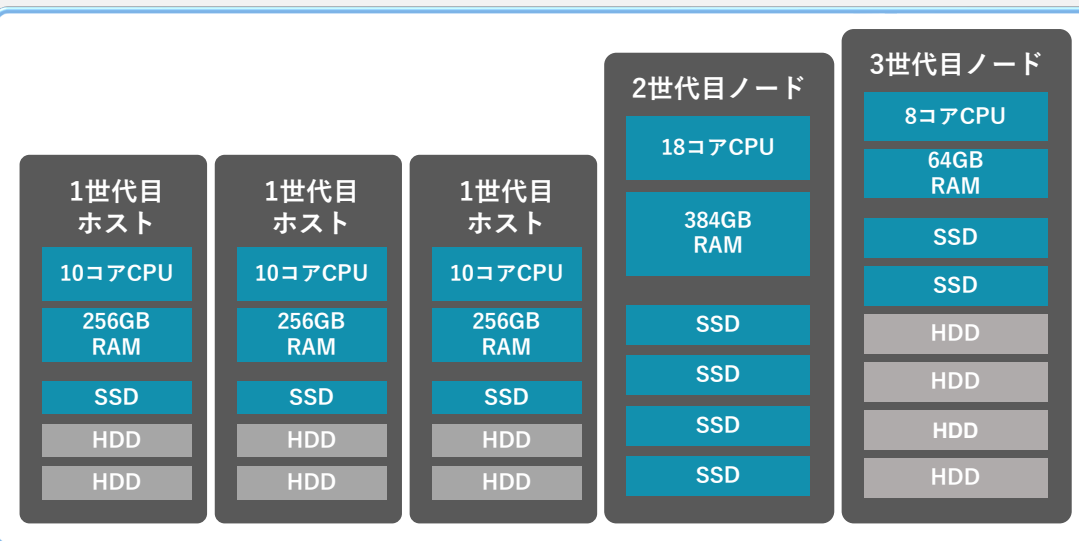 1世代目
ホスト
10コアCPU
256GB
RAM
SSD
HDD
HDD
1世代目
ホスト
10コアCPU
256GB
RAM
SSD
HDD
HDD
1世代目
ホスト
10コアCPU
256GB
RAM
SSD
HDD
HDD
2世代目ノード
18コアCPU
384GB
RAM
SSD
SSD
SSD
SSD
3世代目ノード
8コアCPU
64GB
RAM
SSD
SSD
HDD
HDD
HDD
HDD